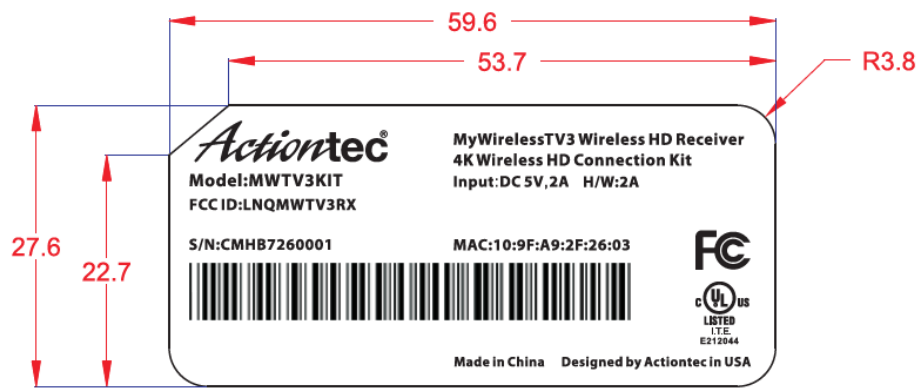 59.6
53.7
R3.8
27.6
22.7
Actiontec®
MyWirelessTV3 Wireless HD Receiver
4K Wireless HD Connection Kit
Model:MWTV3KIT
Input:DC 5V,2A H/W:2A
FCC ID:LNQMWTV3RX
S/N:CMHB7260001
MAC:10:9F:A9:2F:26:03
FC
C UL US
LISTED
I.T.E.
E212044
Made in China Designed by Actiontec in USA